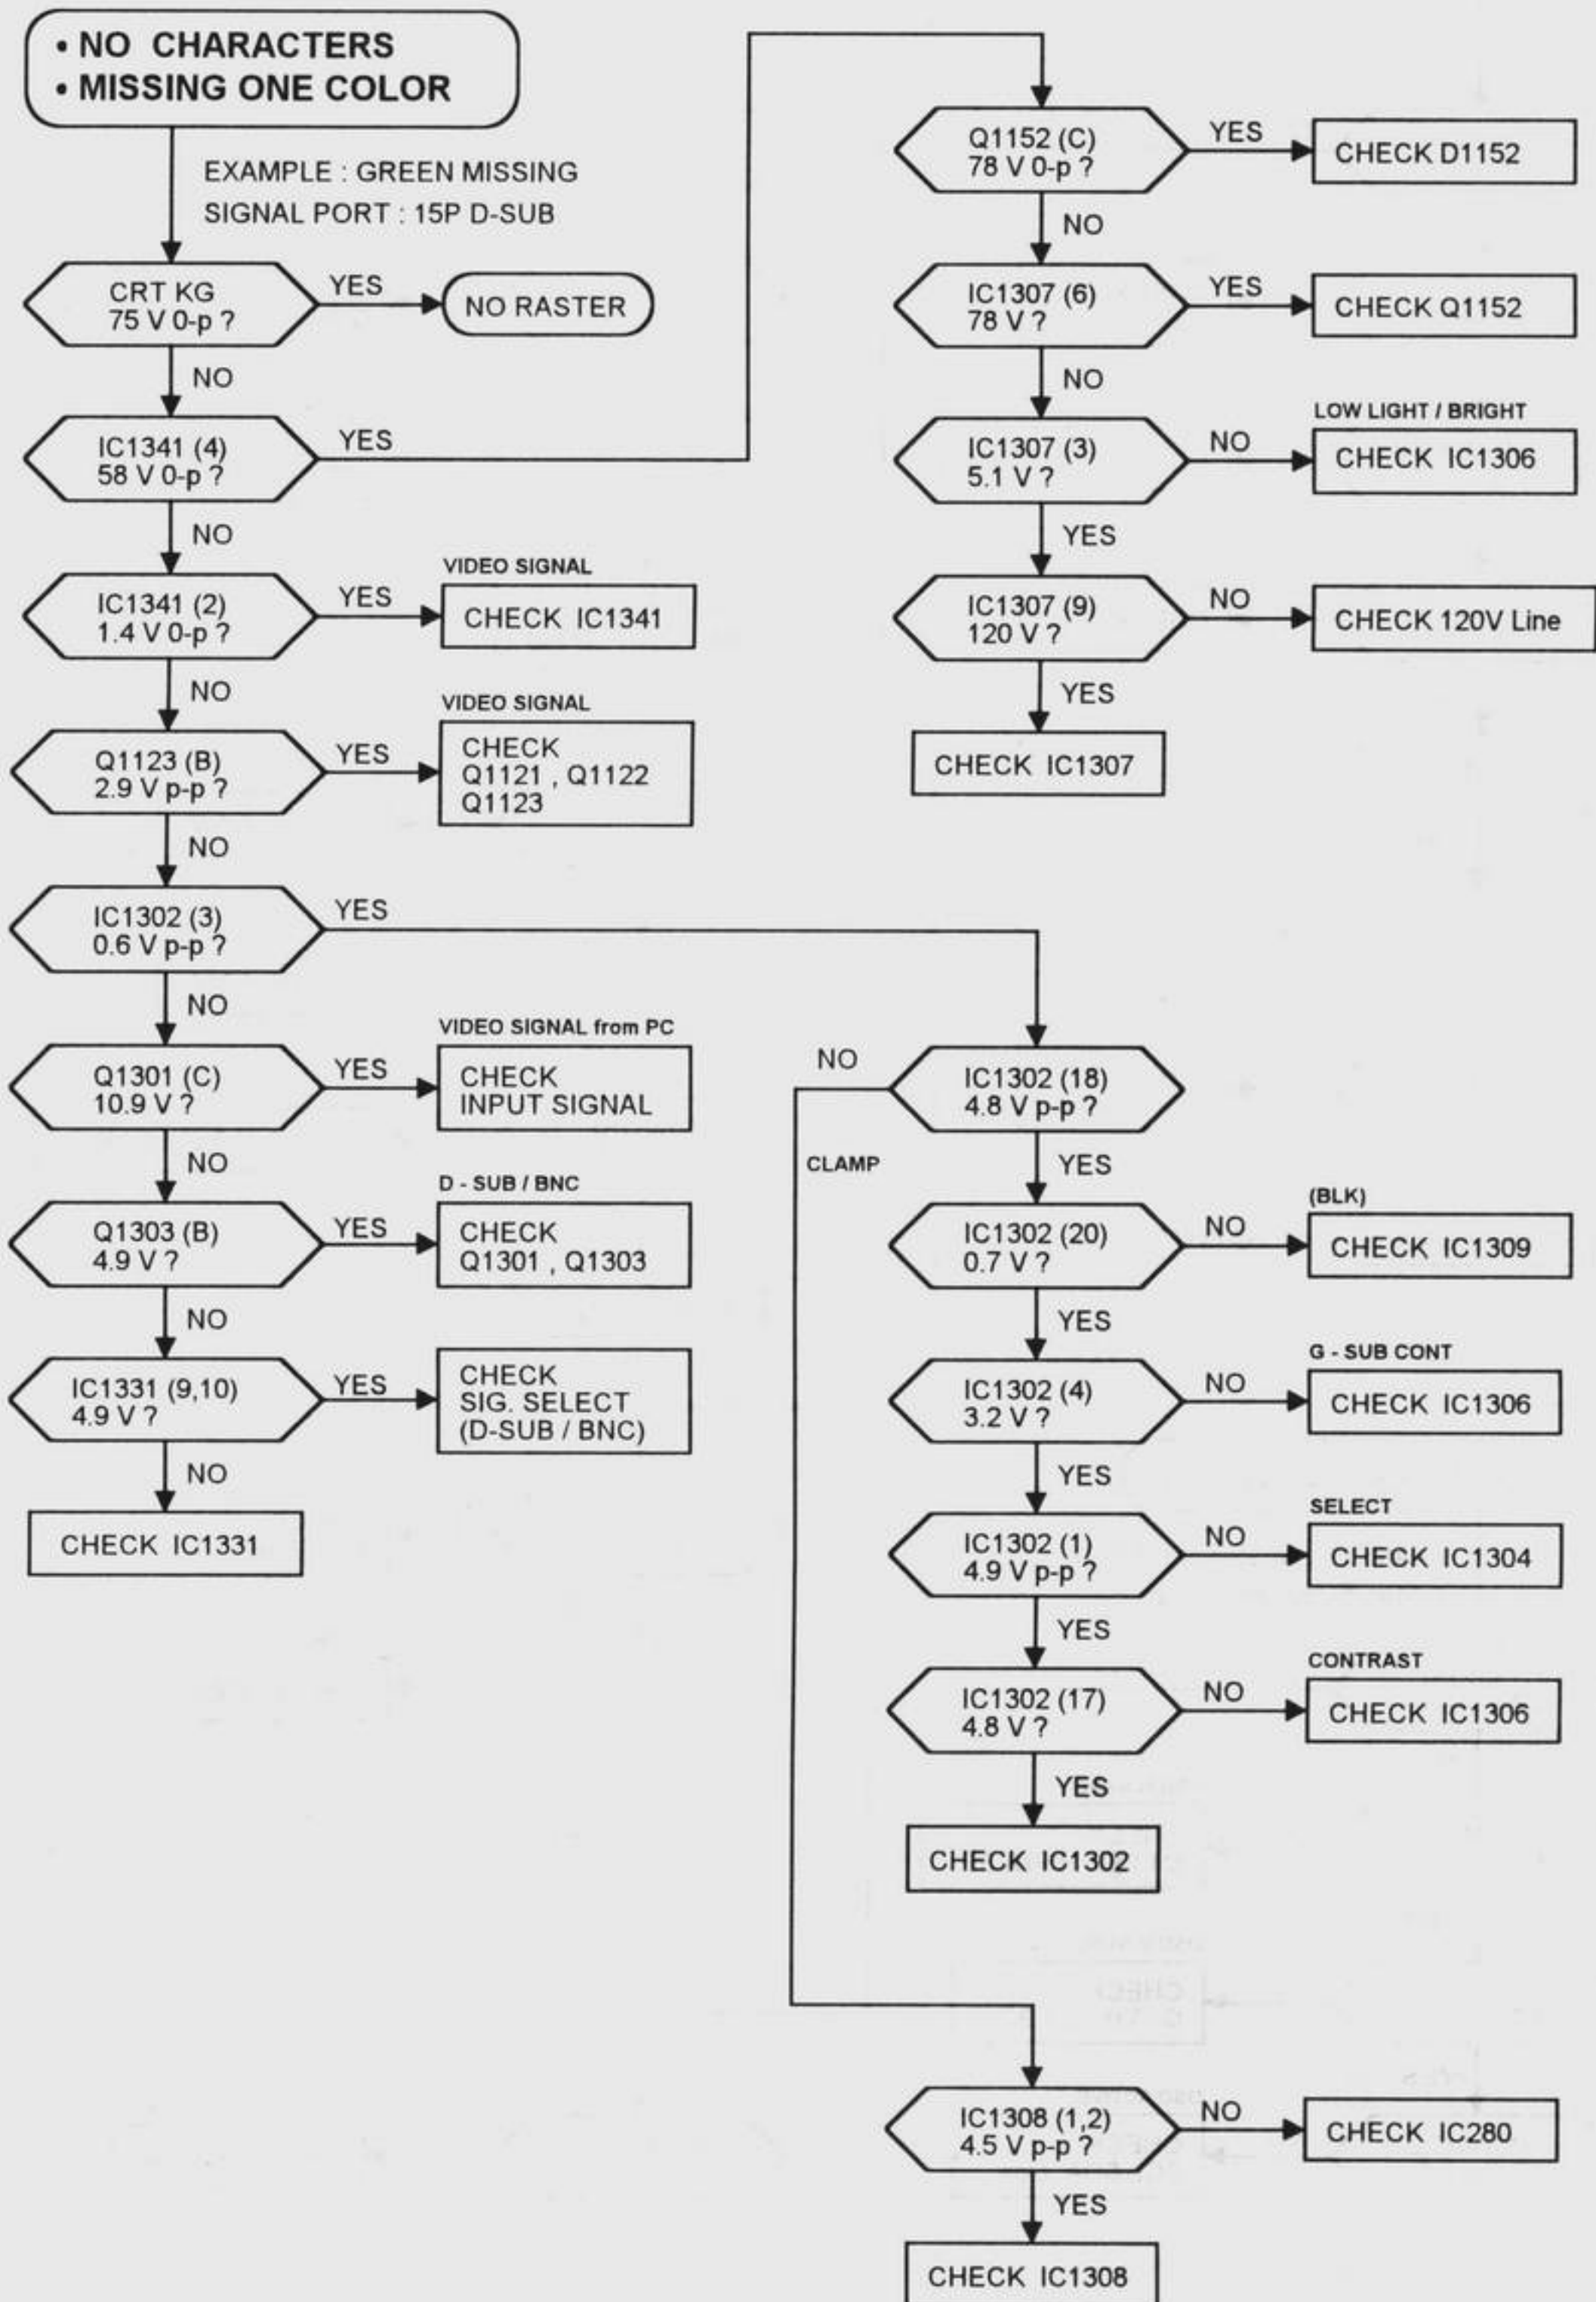 • NO CHARACTERS
• MISSING ONE COLOR
EXAMPLE : GREEN MISSING
SIGNAL PORT : 15P D-SUB
CRT KG
75 V 0-p ?
YES
NO RASTER
NO
IC1341 (4)
58 V 0-p ?
YES
NO
IC1341 (2)
1.4 V 0-p ?
YES
VIDEO SIGNAL
CHECK IC1341
NO
Q1123 (B)
2.9 V p-p ?
YES
VIDEO SIGNAL
CHECK
Q1121 , Q1122
Q1123
NO
IC1302 (3)
0.6 V p-p ?
YES
NO
Q1301 (C)
10.9 V ?
YES
VIDEO SIGNAL from PC
CHECK
INPUT SIGNAL
NO
Q1303 (B)
4.9 V ?
YES
D - SUB / BNC
CHECK
Q1301 , Q1303
NO
IC1331 (9,10)
4.9 V ?
YES
CHECK
SIG. SELECT
(D-SUB / BNC)
NO
CHECK IC1331
Q1152 (C)
78 V 0-p ?
YES
CHECK D1152
NO
IC1307 (6)
78 V ?
YES
CHECK Q1152
NO
IC1307 (3)
5.1 V ?
NO
LOW LIGHT / BRIGHT
CHECK IC1306
YES
IC1307 (9)
120 V ?
NO
CHECK 120V Line
YES
CHECK IC1307
NO
CLAMP
IC1302 (18)
4.8 V p-p ?
YES
IC1302 (20)
0.7 V ?
NO
(BLK)
CHECK IC1309
YES
IC1302 (4)
3.2 V ?
NO
G - SUB CONT
CHECK IC1306
YES
IC1302 (1)
4.9 V p-p ?
NO
SELECT
CHECK IC1304
YES
IC1302 (17)
4.8 V ?
NO
CONTRAST
CHECK IC1306
YES
CHECK IC1302
IC1308 (1,2)
4.5 V p-p ?
NO
CHECK IC280
YES
CHECK IC1308